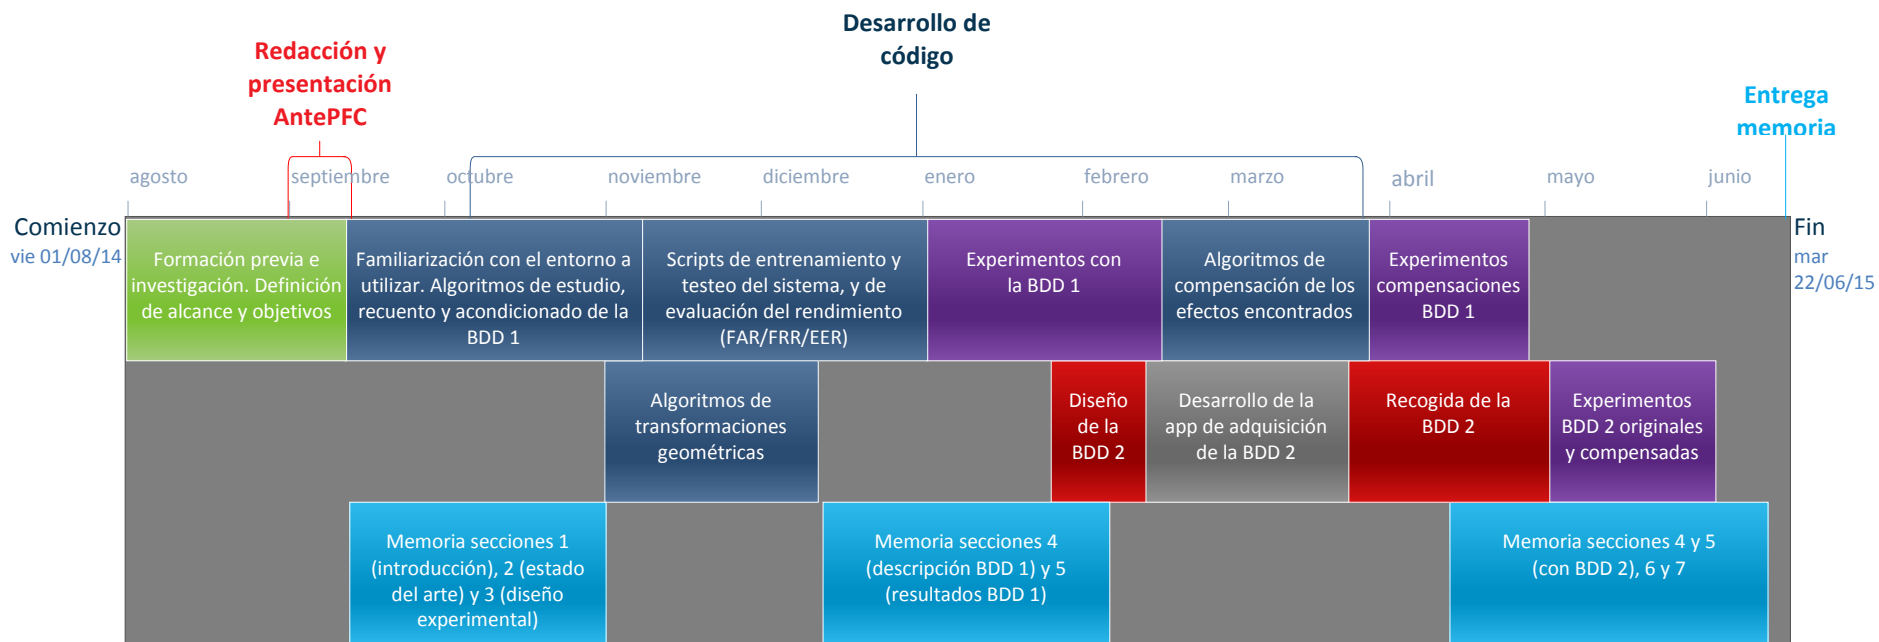 Desarrollo de
código
Redacción y
presentación
AntePFC
Entrega
memoria
agosto
septiembre
octubre
noviembre
diciembre
enero
febrero
marzo
abril
mayo
junio
Comienzo
vie 01/08/14
Fin
mar
22/06/15
Formación previa e
investigación. Definición
de alcance y objetivos
Familiarización con el entorno a
utilizar. Algoritmos de estudio,
recuento y acondicionado de la
BDD 1
Scripts de entrenamiento y
testeo del sistema, y de
evaluación del rendimiento
(FAR/FRR/EER)
Experimentos con
la BDD 1
Algoritmos de
compensación de los
efectos encontrados
Experimentos
compensaciones
BDD 1
Algoritmos de
transformaciones
geométricas
Diseño
de la
BDD 2
Desarrollo de la
app de adquisición
de la BDD 2
Recogida de la
BDD 2
Experimentos
BDD 2 originales
y compensadas
Memoria secciones 1
(introducción), 2 (estado
del arte) y 3 (diseño
experimental)
Memoria secciones 4
(descripción BDD 1) y 5
(resultados BDD 1)
Memoria secciones 4 y 5
(con BDD 2), 6 y 7